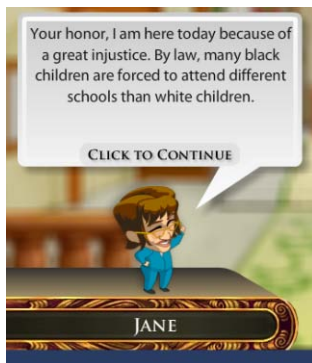 Your honor, I am here today because of
a great injustice. By law, many black
children are forced to attend different
schools than white children.
CLICK TO CONTINUE
JANE